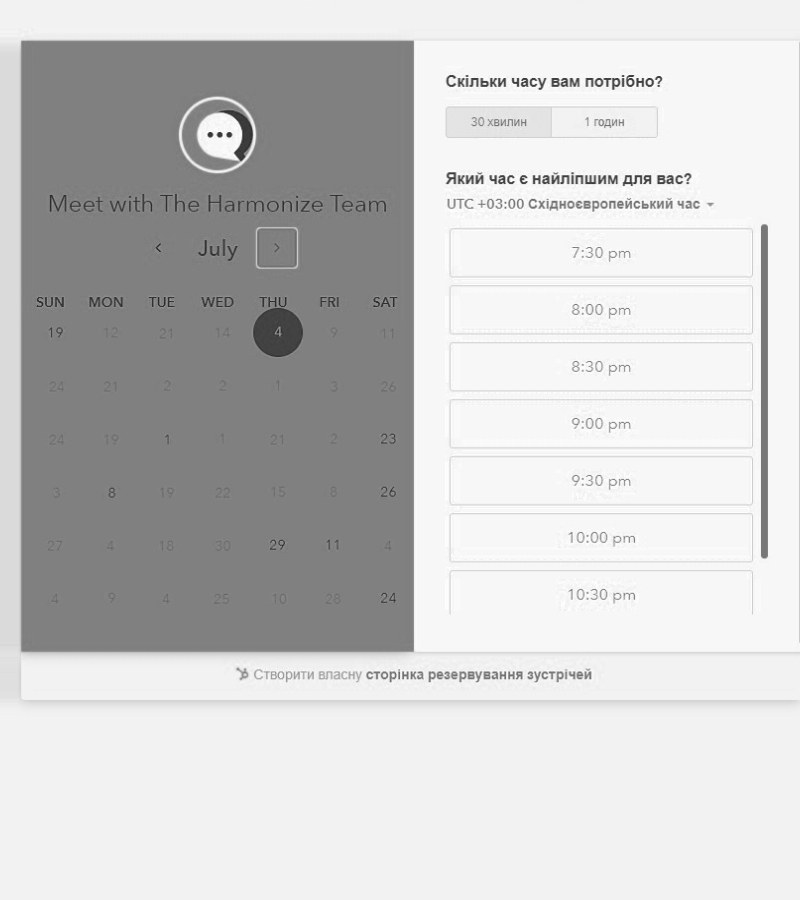 Meet with The Harmonize Team
July
SUN MON TUE WED THU FRI SAT
19 12 21 14 4 9 11
24 21 2 2 1 3 26
24 19 1 1 21 2 23
3 8 19 22 15 8 26
27 4 18 30 29 11 4
4 9 4 25 10 28 24
Скільки часу вам потрібно?
30 хвилин 1 годин
Який час є найліпшим для вас?
UTC +03:00 Східноєвропейський час
7:30 pm
8:00 pm
8:30 pm
9:00 pm
9:30 pm
10:00 pm
10:30 pm
Створити власну сторінка резервування зустрічей